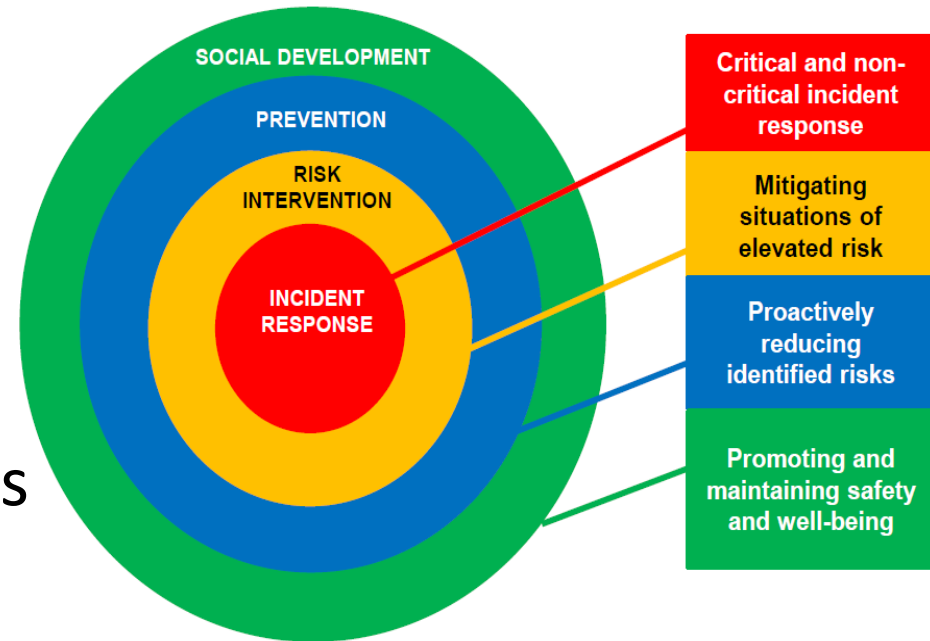 SOCIAL DEVELOPMENT
PREVENTION
RISK
INTERVENTION
INCIDENT
RESPONSE
s
Critical and non-
critical incident
response
Mitigating
situations of
elevated risk
Proactively
reducing
identified risks
Promoting and
maintaining safety
and well-being